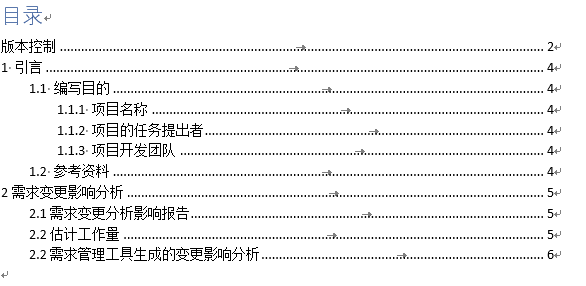 目录
版本控制 2
1 引言 4
1.1 编写目的 4
1.1.1 项目名称 4
1.1.2 项目的任务提出者 4
1.1.3 项目开发团队 4
1.2 参考资料 4
2 需求变更影响分析 5
2.1 需求变更分析影响报告 5
2.2 估计工作量 5
2.2 需求管理工具生成的变更影响分析 6